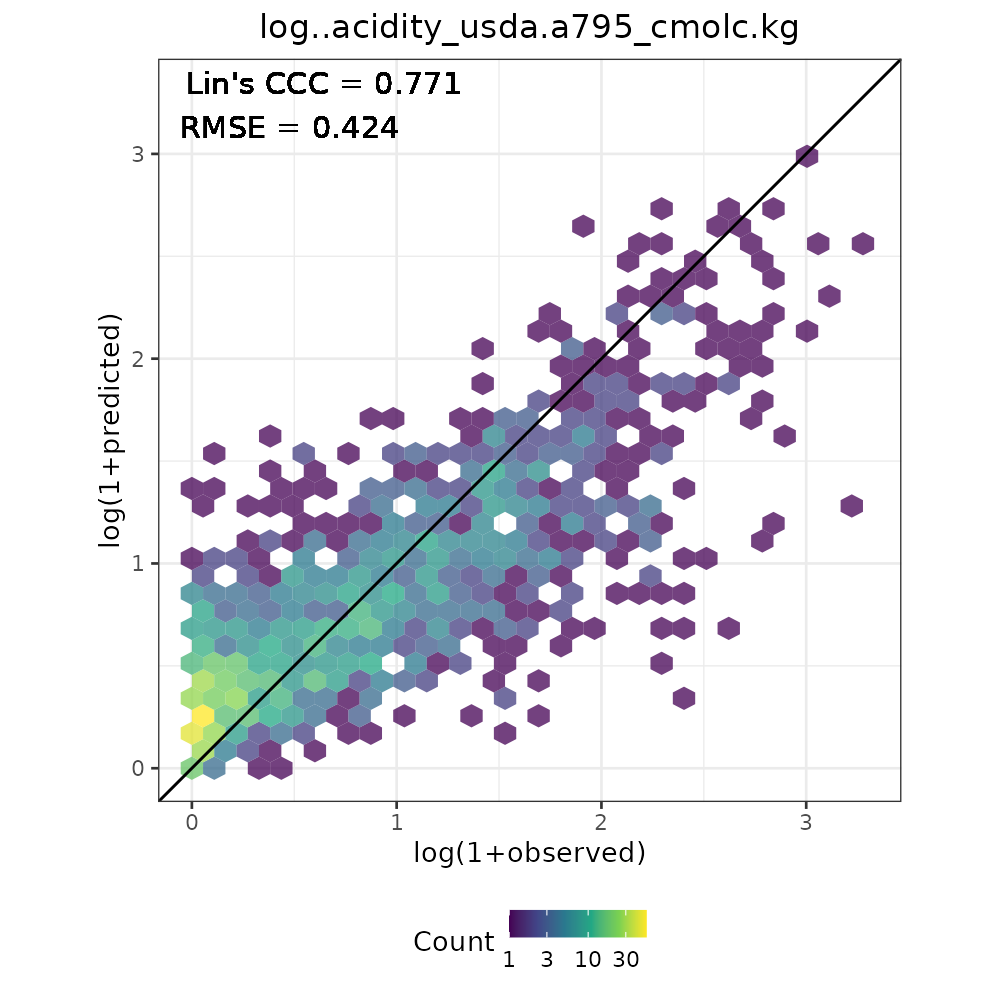 log..acidity_usda.a795_cmolc.kg
Lin's CCC = 0.771
RMSE = 0.424
3
2
1
0
log(1+predicted)
0 1 2 3
log(1+observed)
Count
1 3 10 30